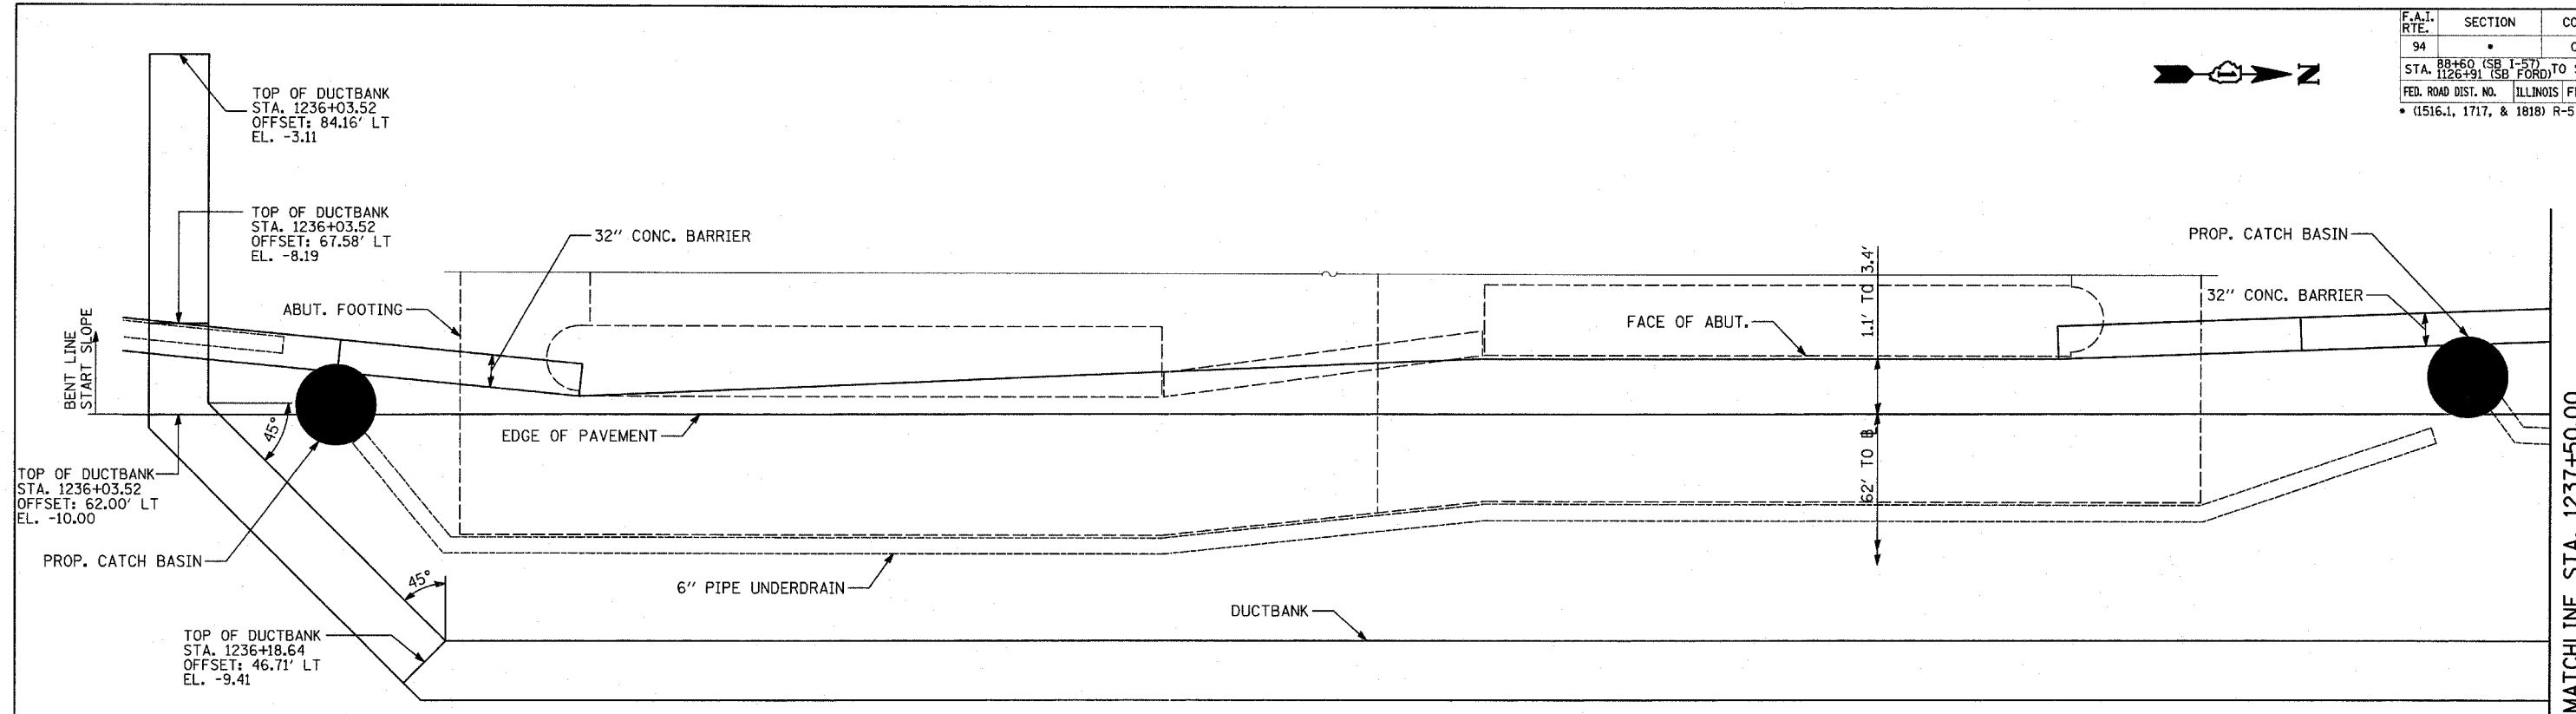 F.A.I. RTE.
SECTION
94
•
STA. 88+60 (SB I-57)
1126+91 (SB FORD) TO
FED. ROAD DIST. NO.
ILLINOIS
• (1516.1, 1717, & 1818) R-5
N
TOP OF DUCTBANK
STA. 1236+03.52
OFFSET: 84.16' LT
EL. -3.11
TOP OF DUCTBANK
STA. 1236+03.52
OFFSET: 67.58' LT
EL. -8.19
32" CONC. BARRIER
ABUT. FOOTING
BENT LINE
START SLOPE
1.1' TO 3.4'
FACE OF ABUT.
PROP. CATCH BASIN
32" CONC. BARRIER
45°
EDGE OF PAVEMENT
62' TO B
TOP OF DUCTBANK
STA. 1236+03.52
OFFSET: 62.00' LT
EL. -10.00
PROP. CATCH BASIN
45°
6" PIPE UNDERDRAIN
DUCTBANK
TOP OF DUCTBANK
STA. 1236+18.64
OFFSET: 46.71' LT
EL. -9.41
MATCHLINE STA. 1237+50.00